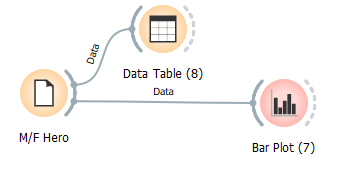 Data
Data Table (8)
Data
M/F Hero
Bar Plot (7)